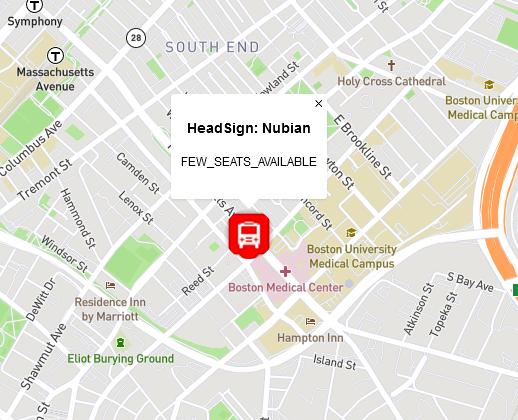 T
Symphony
28
SOUTH END
T
Massachusetts
Avenue
Holy Cross Cathedral
Boston Univers
Medical Camp
Columbus Ave
Tremont St
HeadSign: Nubian
FEW_SEATS_AVAILABLE
E Brookline St
Camden St
Lenox St
Hammond St
Windsor St
Boston University
Medical Campus
Reed St
Boston Medical Center
S Bay Ave
DeWitt Dr
Residence Inn
by Marriott
Atkinson St
Topeka St
Shawmut Ave
Hampton Inn
Eliot Burying Ground
Island St